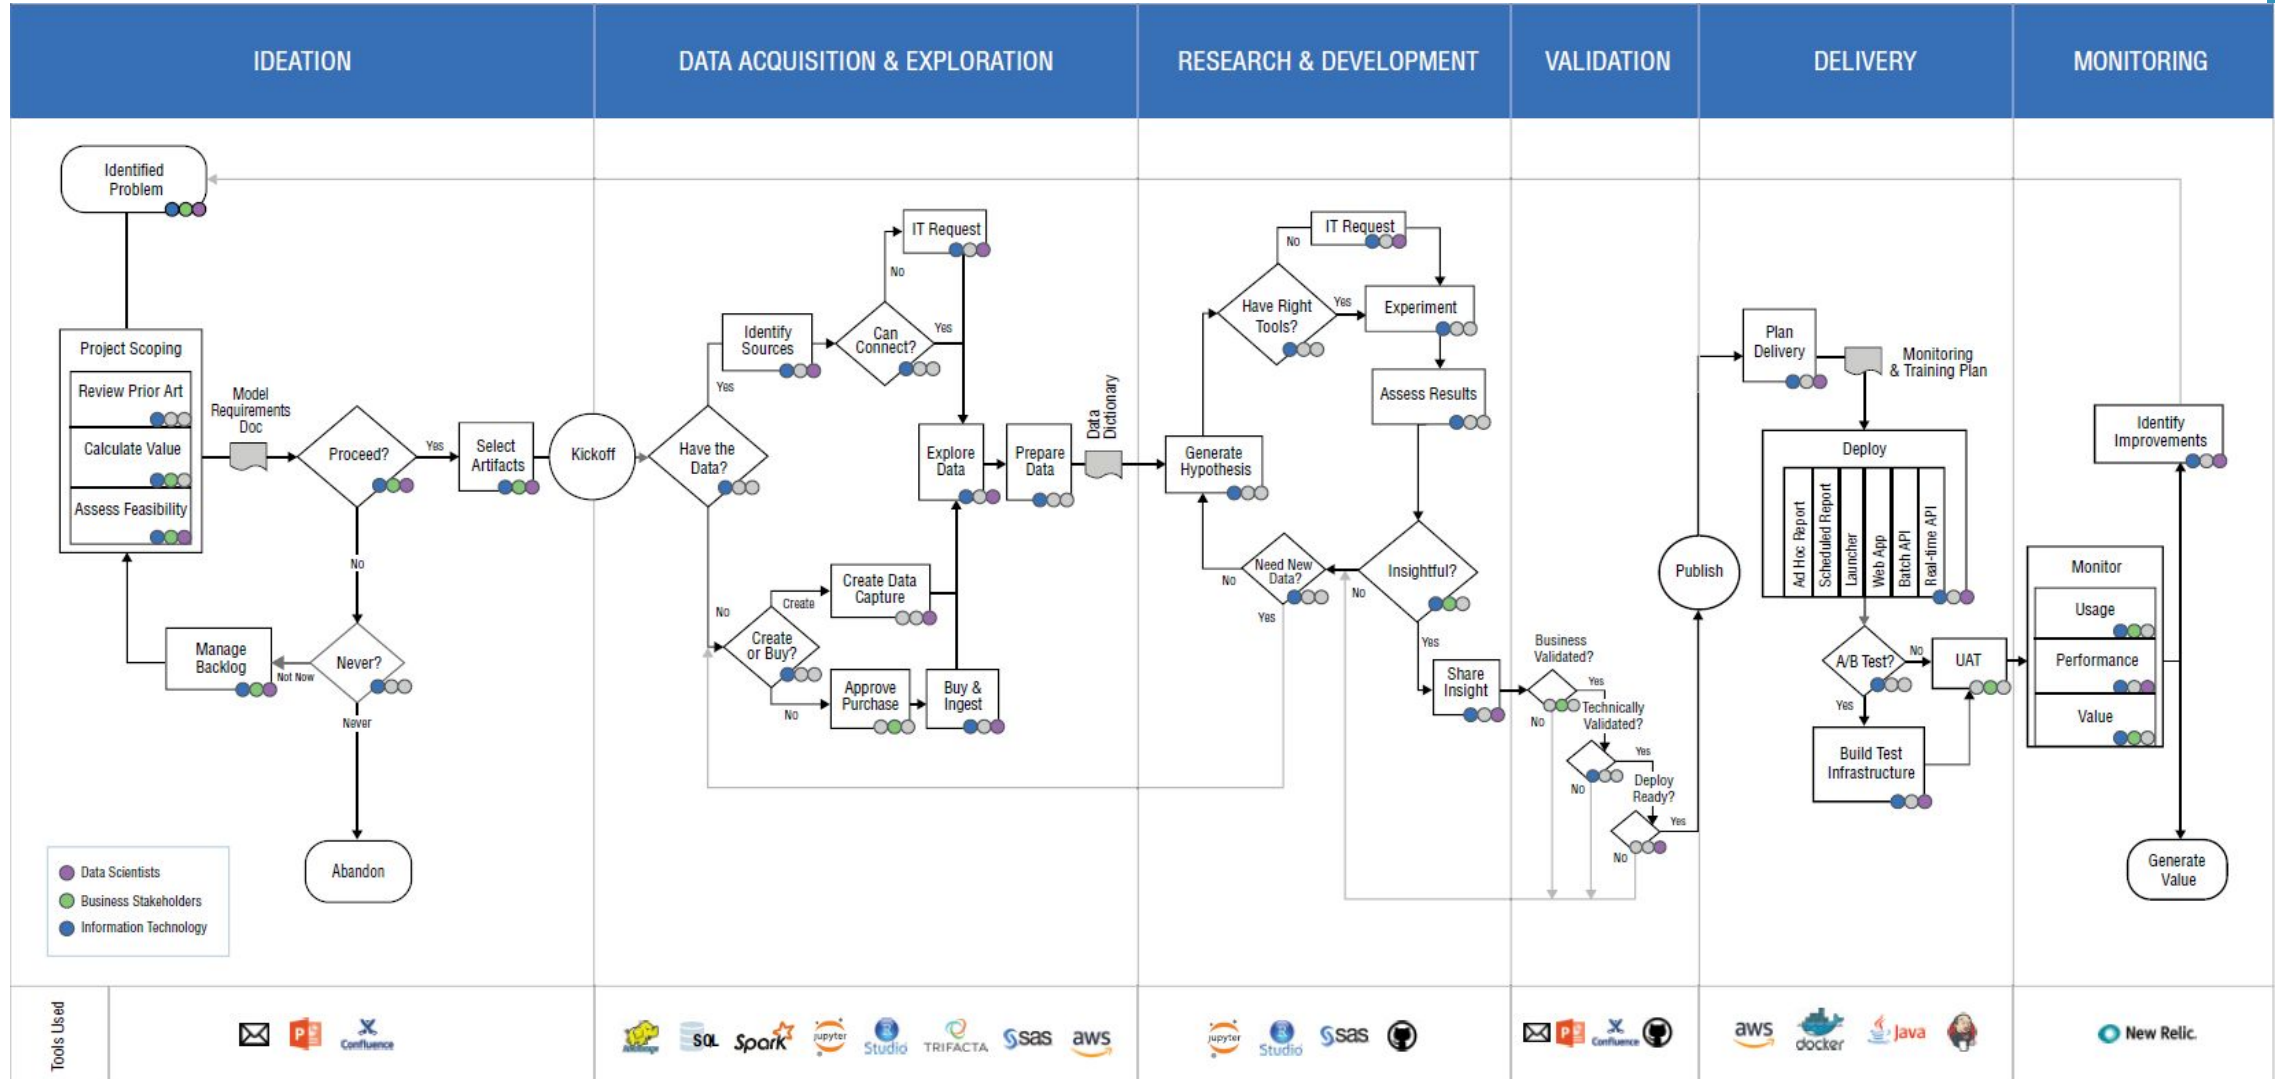 IDEATION
DATA ACQUISITION & EXPLORATION
RESEARCH & DEVELOPMENT
VALIDATION
DELIVERY
MONITORING
Identified
Problem
Project Scoping
Review Prior Art
Calculate Value
Assess Feasibility
Model
Requirements
Doc
Proceed?
Yes
No
Select
Artifacts
Manage
Backlog
Not Now
Never?
Never
Abandon
Data Scientists
Business Stakeholders
Information Technology
Kickoff
Have the
Data?
Yes
No
Identify
Sources
Can
Connect?
No
Yes
IT Request
Create
or Buy?
Create
No
Create Data
Capture
Approve
Purchase
Buy &
Ingest
Explore
Data
Prepare
Data
Data
Dictionary
Generate
Hypothesis
Have Right
Tools?
No
Yes
IT Request
Experiment
Assess Results
Insightful?
No
Yes
Need New
Data?
No
Yes
Share
Insight
Business
Validated?
Yes
No
Technically
Validated?
Yes
No
Deploy
Ready?
Yes
No
Publish
Plan
Delivery
Monitoring
& Training Plan
Deploy
Ad Hoc Report
Scheduled Report
Launcher
Web App
Batch API
Real-time API
A/B Test?
No
Yes
UAT
Build Test
Infrastructure
Monitor
Usage
Performance
Value
Identify
Improvements
Generate
Value
Tools Used
P
Confluence
SQL
Spark
jupyter
R
Studio
TRIFACTA
sas
aws
jupyter
R
Studio
sas
P
Confluence
aws
docker
Java
New Relic.